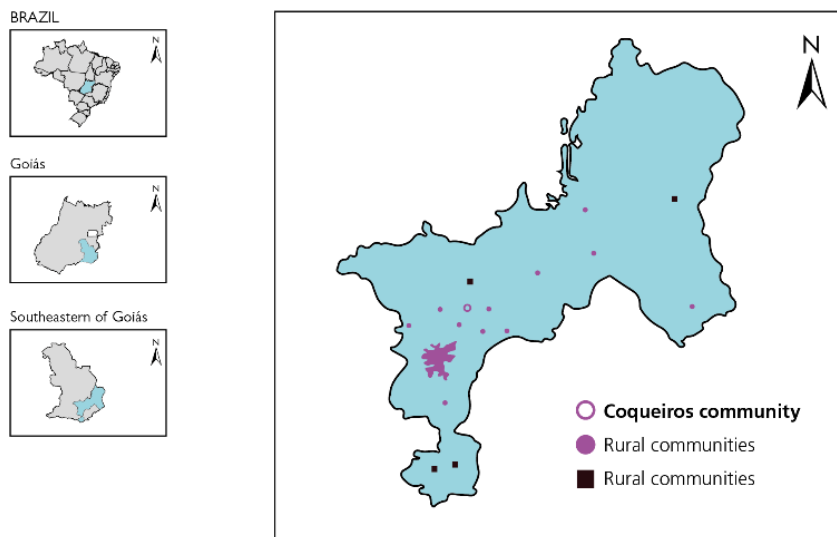 BRAZIL
N
Goiás
N
Southeastern of Goiás
N
N
Coqueiros community
Rural communities
Rural communities